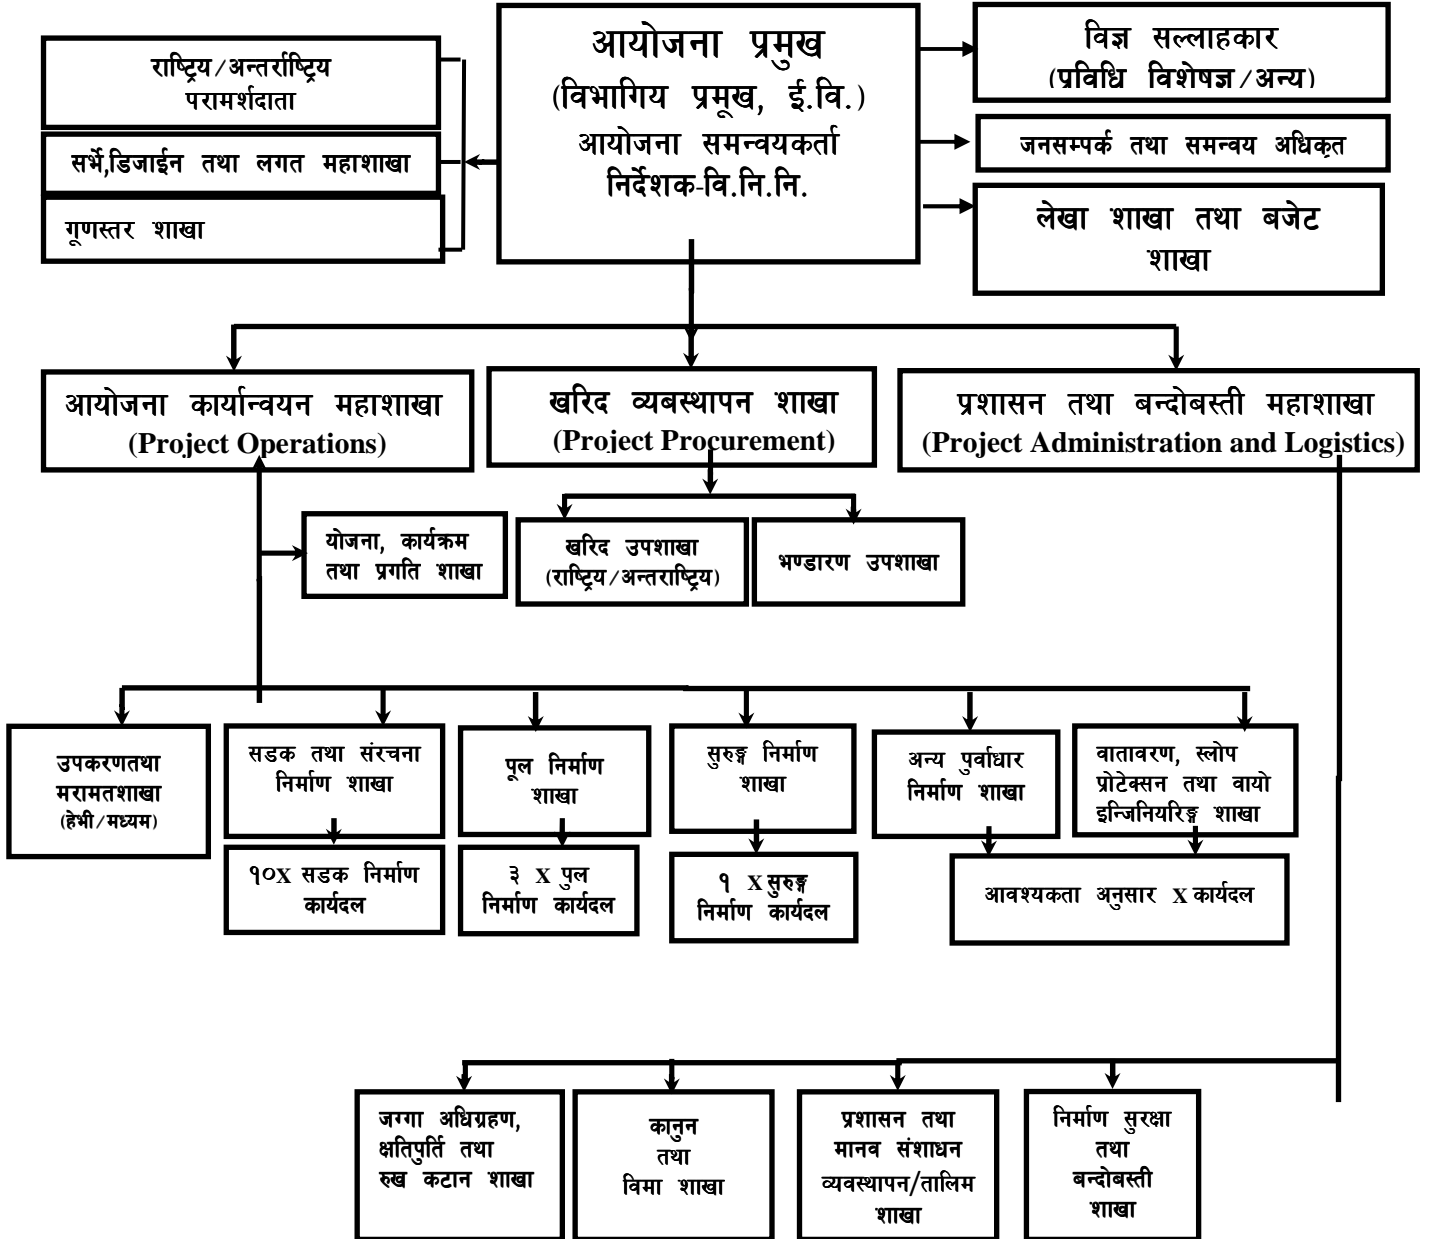 आयोजना प्रमुख
(विभागिय प्रमूख, ई.वि.)
आयोजना समन्वयकर्ता
निर्देशक-वि.नि.नि.
राष्ट्रिय/अन्तर्राष्ट्रिय
परामर्शदाता
सर्भे,डिजाईन तथा लगत महाशाखा
गूणस्तर शाखा
विज्ञ सल्लाहकार
(प्रविधि विशेषज्ञ/अन्य)
जनसम्पर्क तथा समन्वय अधिकृत
लेखा शाखा तथा बजेट
शाखा
आयोजना कार्यान्वयन महाशाखा
(Project Operations)
खरिद व्यबस्थापन शाखा
(Project Procurement)
प्रशासन तथा बन्दोबस्ती महाशाखा
(Project Administration and Logistics)
योजना, कार्यक्रम
तथा प्रगति शाखा
खरिद उपशाखा
(राष्ट्रिय/अन्तराष्ट्रिय)
भण्डारण उपशाखा
उपकरणतथा
मरामतशाखा
(हेभी/मध्यम)
सडक तथा संरचना
निर्माण शाखा
पूल निर्माण
शाखा
सुरुङ्ग निर्माण
शाखा
अन्य पुर्वाधार
निर्माण शाखा
वातावरण, स्लोप
प्रोटेक्सन तथा वायो
इन्जिनियरिङ्ग शाखा
१०X सडक निर्माण
कार्यदल
३ X पुल
निर्माण कार्यदल
१ X सुरुङ्ग
निर्माण कार्यदल
आवश्यकता अनुसार X कार्यदल
जग्गा अधिग्रहण,
क्षतिपुर्ति तथा
रुख कटान शाखा
कानुन
तथा
विमा शाखा
प्रशासन तथा
मानव संशाधन
व्यवस्थापन/तालिम
शाखा
निर्माण सुरक्षा
तथा
बन्दोबस्ती
शाखा